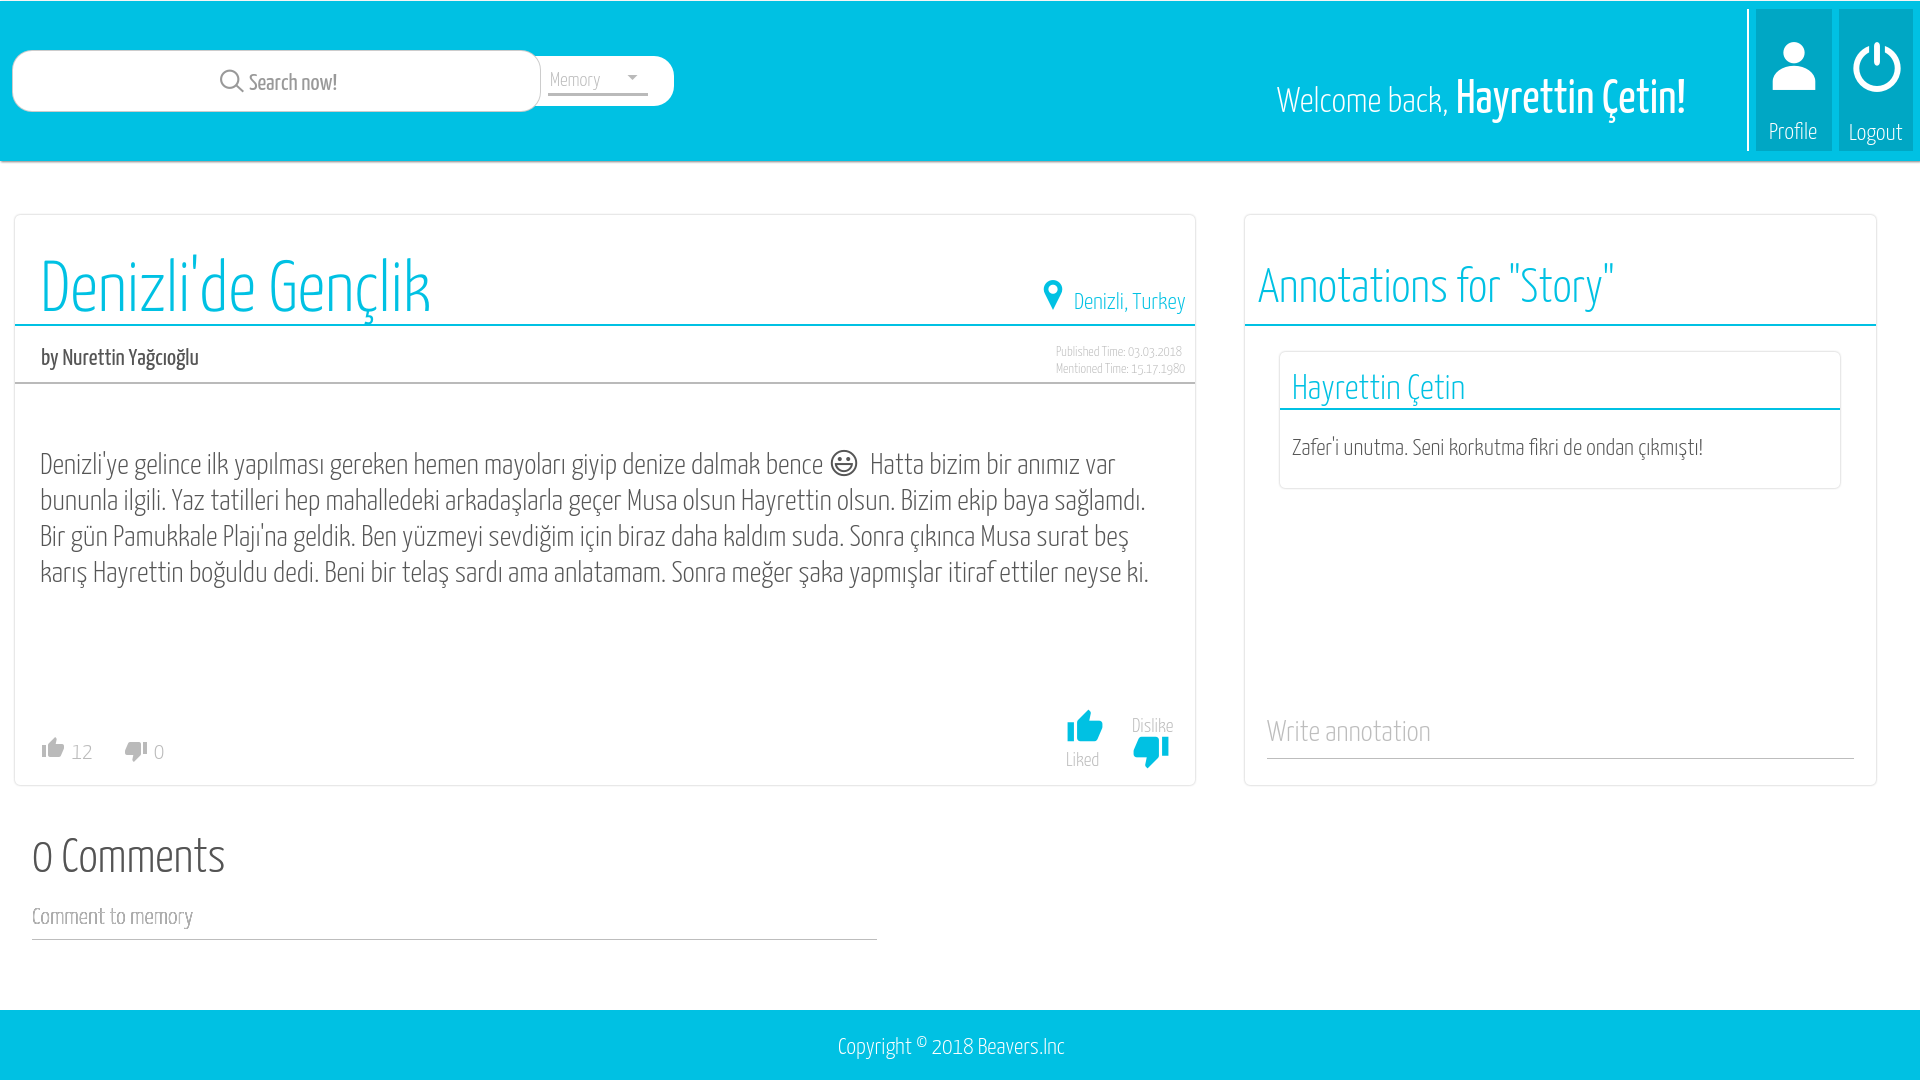 Search now!
Memory
Welcome back, Hayrettin Çetin!
Profile
Logout
Denizli'de Gençlik
Denizli, Turkey
by Nurettin Yağcıoğlu
Published Time: 03.03.2018
Mentioned Time: 15.17.1980
Denizli'ye gelince ilk yapılması gereken hemen mayoları giyip denize dalmak bence 😃 Hatta bizim bir anımız var
bununla ilgili. Yaz tatilleri hep mahalledeki arkadaşlarla geçer Musa olsun Hayrettin olsun. Bizim ekip baya sağlamdı.
Bir gün Pamukkale Plajı'na geldik. Ben yüzmeyi sevdiğim için biraz daha kaldım suda. Sonra çıkınca Musa surat beş
karış Hayrettin boğuldu dedi. Beni bir telaş sardı ama anlatamam. Sonra meğer şaka yapmışlar itiraf ettiler neyse ki.
12
0
Liked
Dislike
Annotations for "Story"
Hayrettin Çetin
Zafer'i unutma. Seni korkutma fikri de ondan çıkmıştı!
Write annotation
0 Comments
Comment to memory
Copyright © 2018 Beavers.Inc